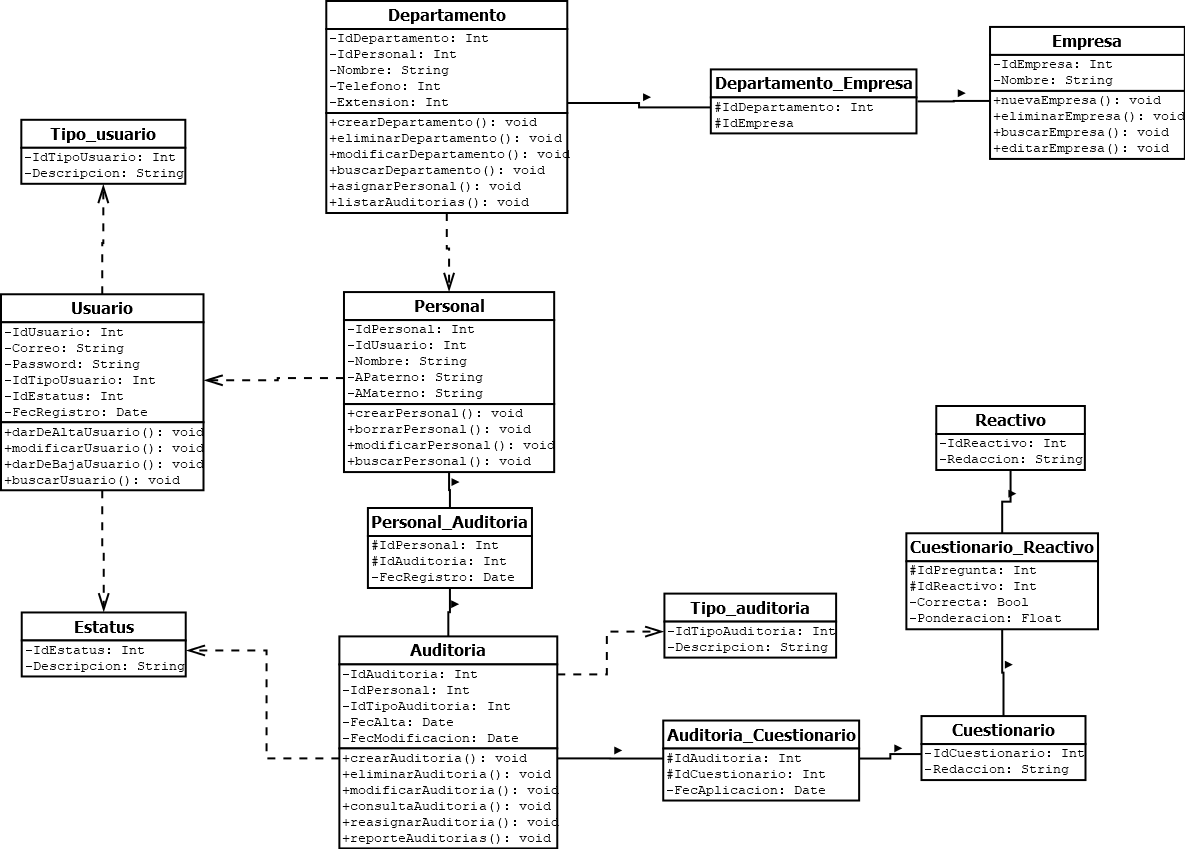 Departamento
-IdDepartamento: Int
-IdPersonal: Int
-Nombre: String
-Telefono: Int
-Extension: Int
+crearDepartamento(): void
+eliminarDepartamento(): void
+modificarDepartamento(): void
+buscarDepartamento(): void
+asignarPersonal(): void
+listarAuditorias(): void
Departamento_Empresa
#IdDepartamento: Int
#IdEmpresa
Empresa
-IdEmpresa: Int
-Nombre: String
+nuevaEmpresa(): void
+eliminarEmpresa(): void
+buscarEmpresa(): void
+editarEmpresa(): void
Tipo_usuario
-IdTipoUsuario: Int
-Descripcion: String
Usuario
-IdUsuario: Int
-Correo: String
-Password: String
-IdTipoUsuario: Int
-IdEstatus: Int
-FecRegistro: Date
+darDeAltaUsuario(): void
+modificarUsuario(): void
+darDeBajaUsuario(): void
+buscarUsuario(): void
Personal
-IdPersonal: Int
-IdUsuario: Int
-Nombre: String
-APaterno: String
-AMaterno: String
+crearPersonal(): void
+borrarPersonal(): void
+modificarPersonal(): void
+buscarPersonal(): void
Reactivo
-IdReactivo: Int
-Redaccion: String
Personal_Auditoria
#IdPersonal: Int
#IdAuditoria: Int
-FecRegistro: Date
Cuestionario_Reactivo
#IdPregunta: Int
#IdReactivo: Int
-Correcta: Bool
-Ponderacion: Float
Estatus
-IdEstatus: Int
-Descripcion: String
Tipo_auditoria
-IdTipoAuditoria: Int
-Descripcion: String
Auditoria
-IdAuditoria: Int
-IdPersonal: Int
-IdTipoAuditoria: Int
-FecAlta: Date
-FecModificacion: Date
+crearAuditoria(): void
+eliminarAuditoria(): void
+modificarAuditoria(): void
+consultaAuditoria(): void
+reasignarAuditoria(): void
+reporteAuditorias(): void
Auditoria_Cuestionario
#IdAuditoria: Int
#IdCuestionario: Int
-FecAplicacion: Date
Cuestionario
-IdCuestionario: Int
-Redaccion: String